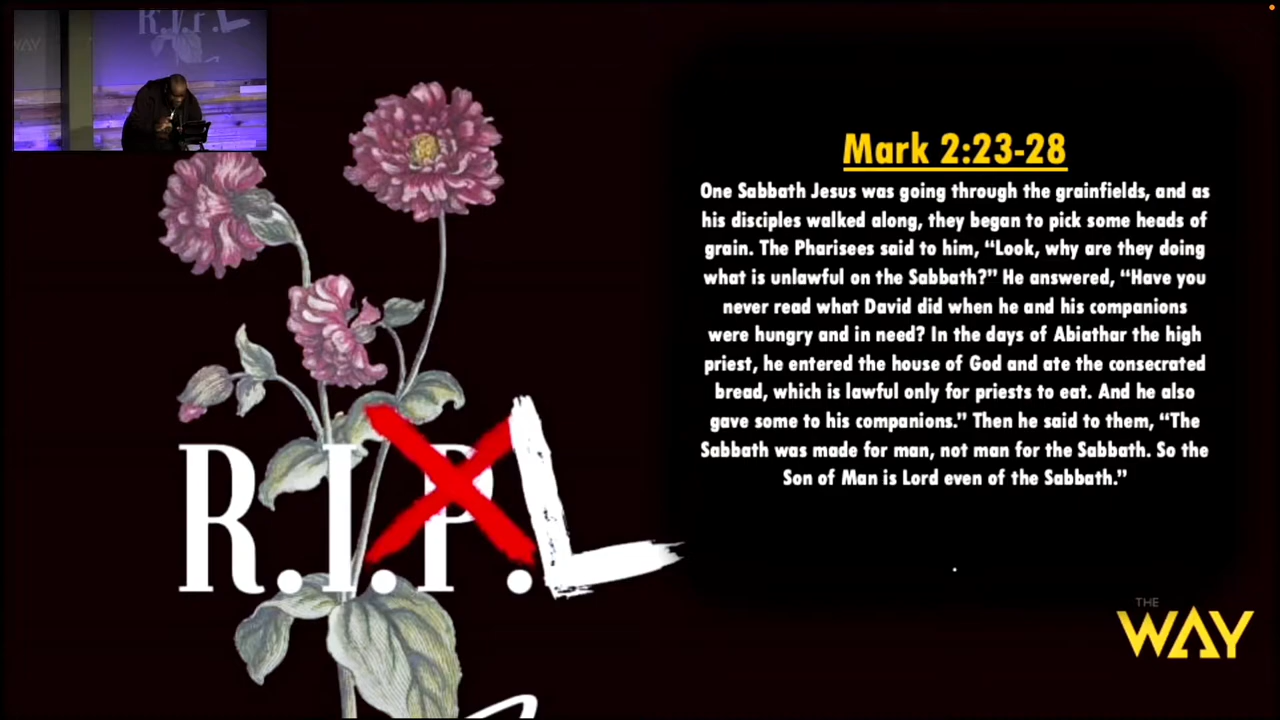 WAY
R.I.P.L
Mark 2:23-28
One Sabbath Jesus was going through the grainfields, and as
his disciples walked along, they began to pick some heads of
grain. The Pharisees said to him, “Look, why are they doing
what is unlawful on the Sabbath?” He answered, “Have you
never read what David did when he and his companions
were hungry and in need? In the days of Abiathar the high
priest, he entered the house of God and ate the consecrated
bread, which is lawful only for priests to eat. And he also
gave some to his companions.” Then he said to them, “The
Sabbath was made for man, not man for the Sabbath. So the
Son of Man is Lord even of the Sabbath.”
.
R.I.P.L
THE
WAY